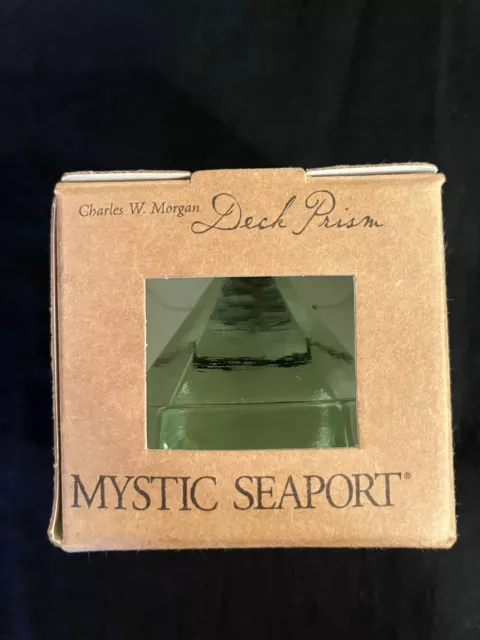 Charles W. Morgan Deck Prism
MYSTIC SEAPORT®